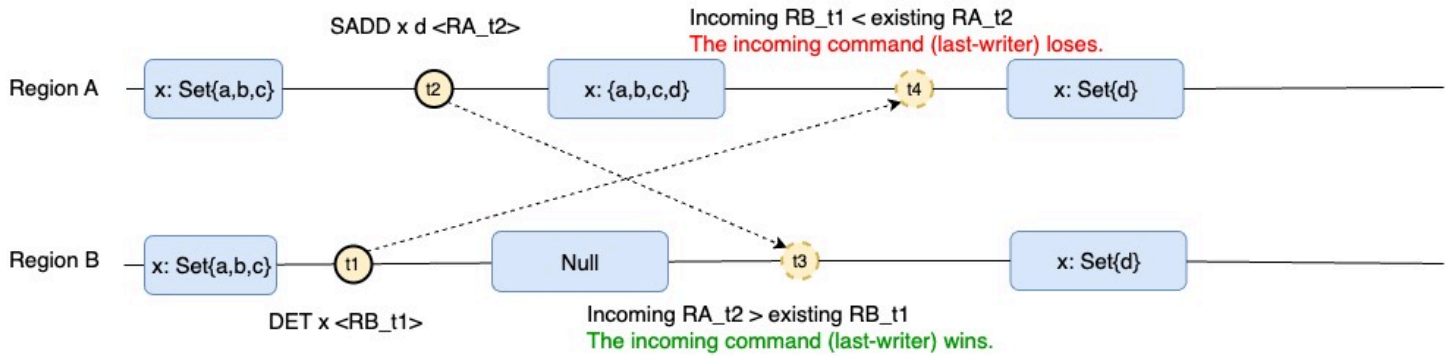 SADD x d <RA_t2>
Incoming RB_t1 < existing RA_t2
The incoming command (last-writer) loses.
Region A
x: Set{a,b,c}
t2
x: {a,b,c,d}
t4
x: Set{d}
Region B
x: Set{a,b,c}
t1
Null
t3
x: Set{d}
DET x <RB_t1>
Incoming RA_t2 > existing RB_t1
The incoming command (last-writer) wins.